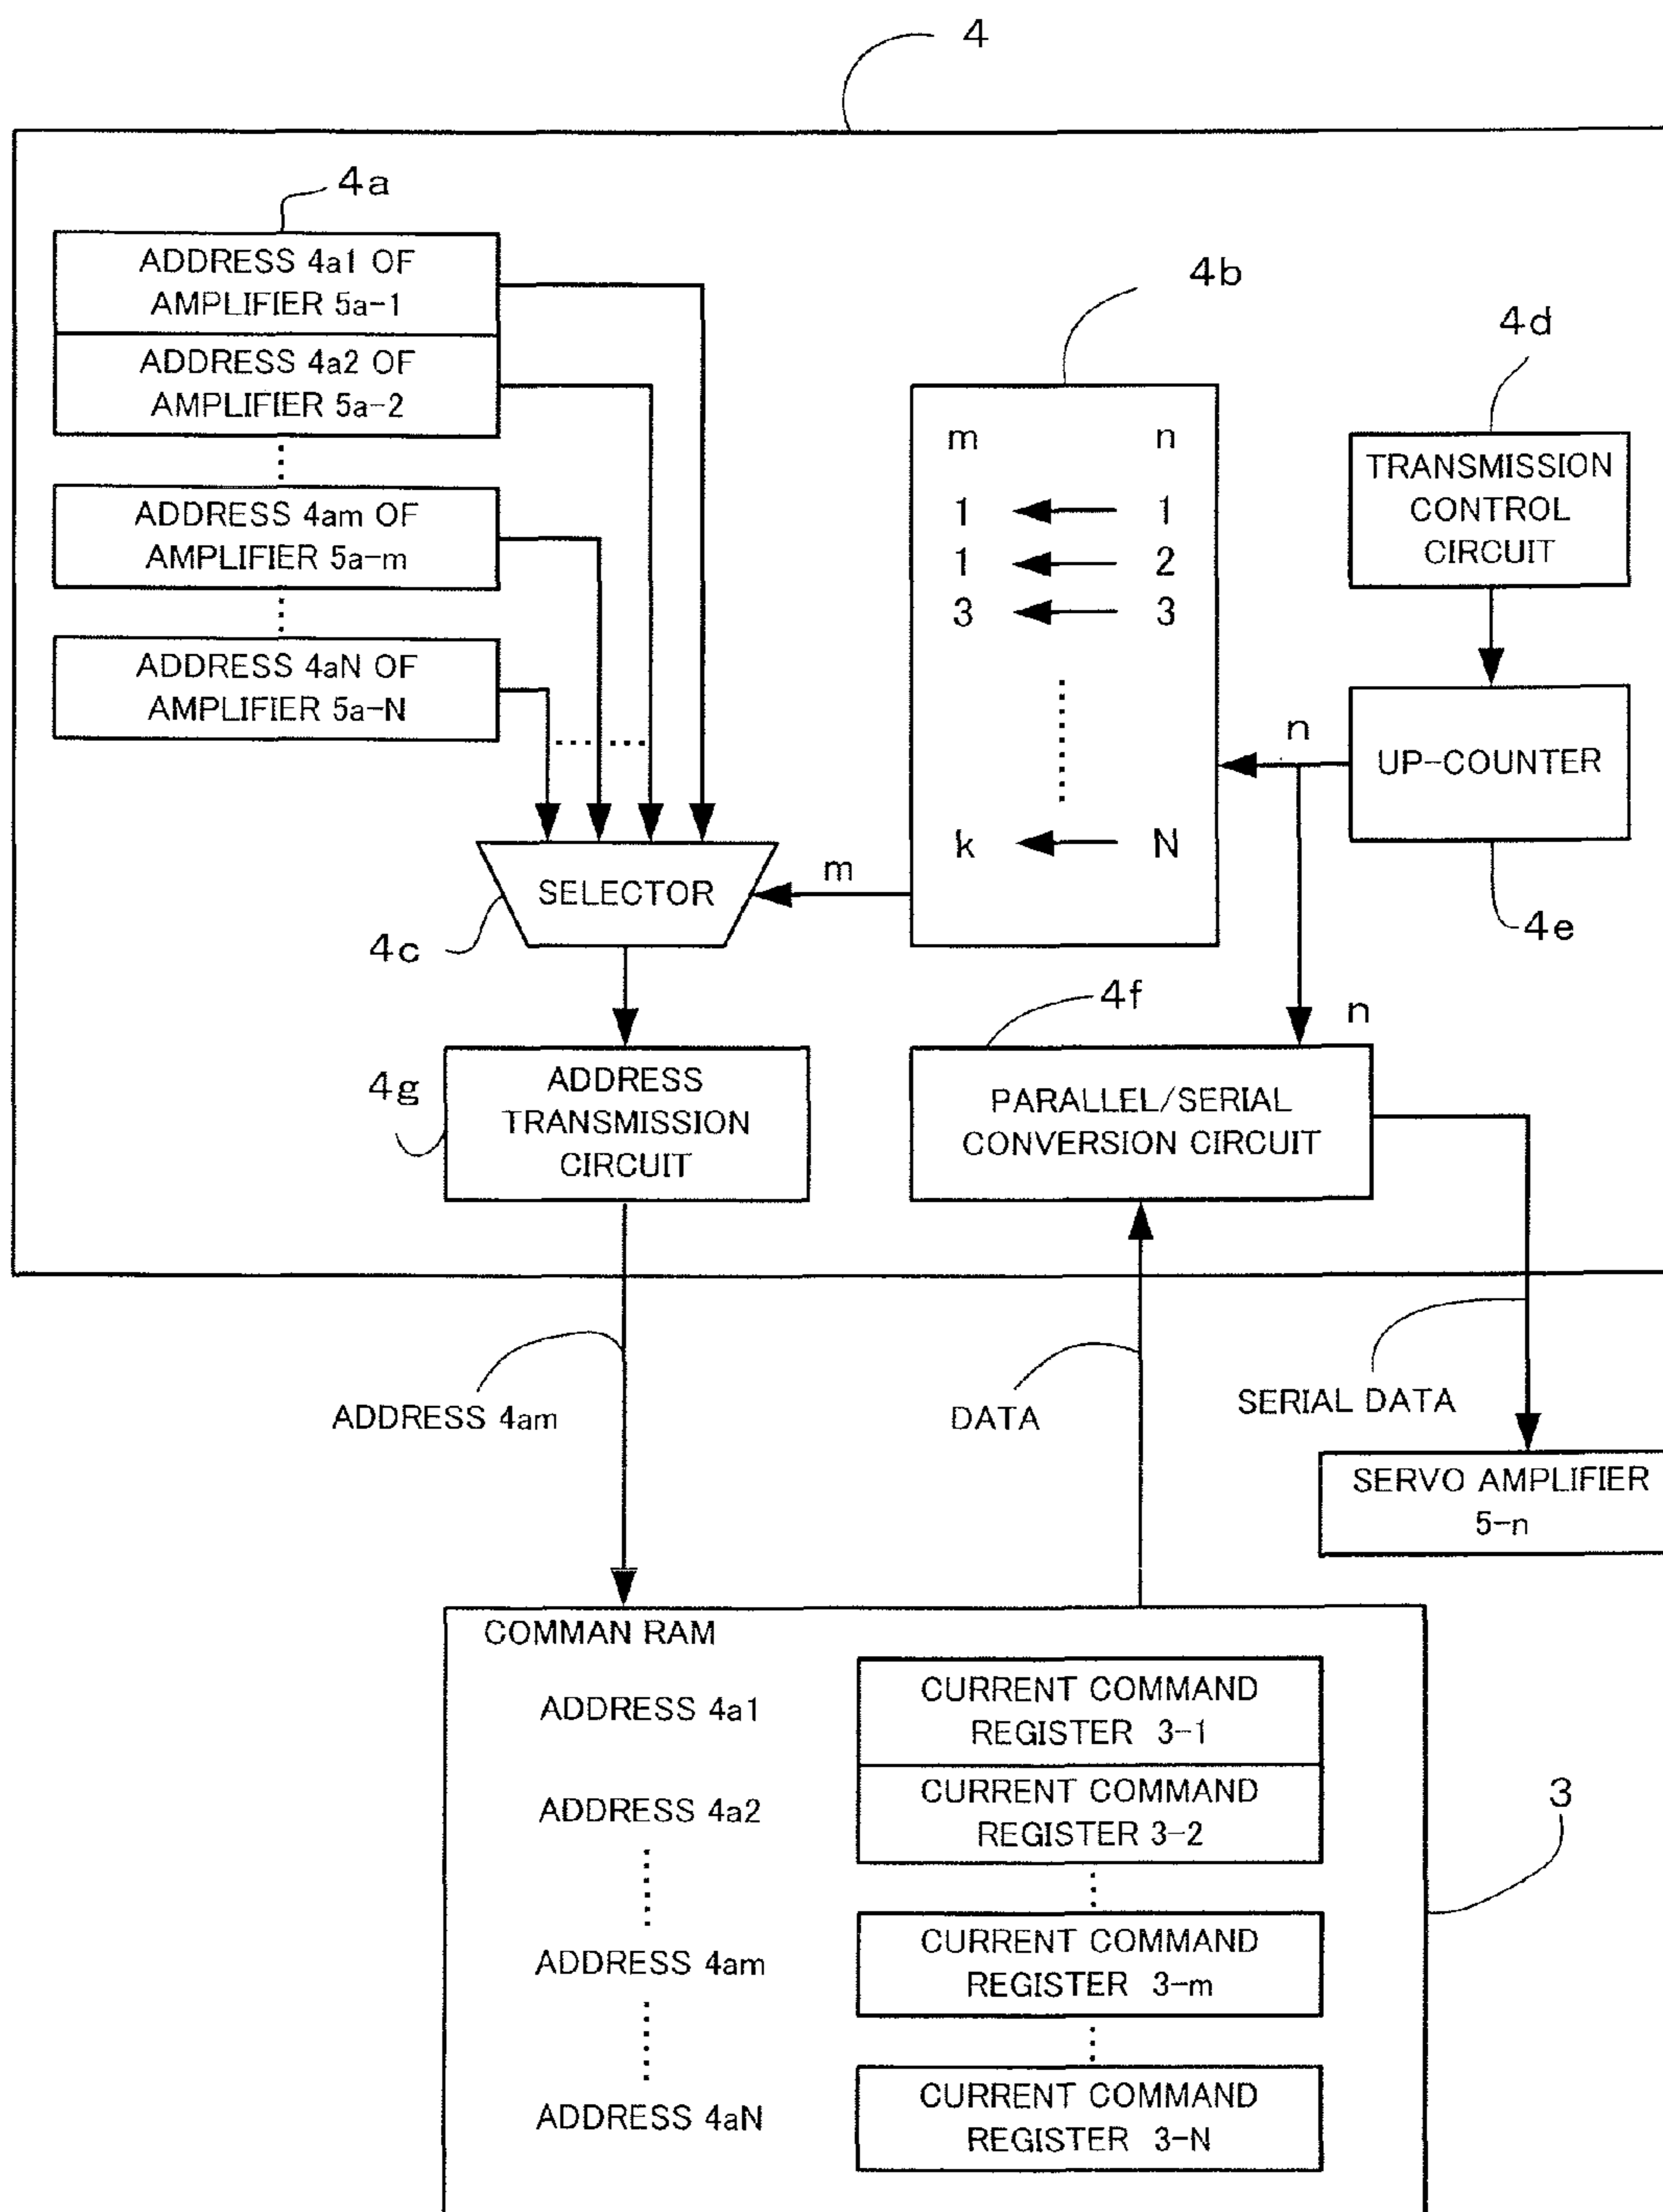 4
4a
ADDRESS 4a1 OF
AMPLIFIER 5a-1
ADDRESS 4a2 OF
AMPLIFIER 5a-2
ADDRESS 4am OF
AMPLIFIER 5a-m
ADDRESS 4aN OF
AMPLIFIER 5a-N
4b
m n
1 1
1 2
3 3
k N
4d
TRANSMISSION
CONTROL
CIRCUIT
n
UP-COUNTER
4e
m
SELECTOR
4c
4g
ADDRESS
TRANSMISSION
CIRCUIT
4f
n
PARALLEL/SERIAL
CONVERSION CIRCUIT
ADDRESS 4am
DATA
SERIAL DATA
SERVO AMPLIFIER
5-n
COMMAN RAM
ADDRESS 4a1
CURRENT COMMAND
REGISTER 3-1
ADDRESS 4a2
CURRENT COMMAND
REGISTER 3-2
3
ADDRESS 4am
CURRENT COMMAND
REGISTER 3-m
ADDRESS 4aN
CURRENT COMMAND
REGISTER 3-N